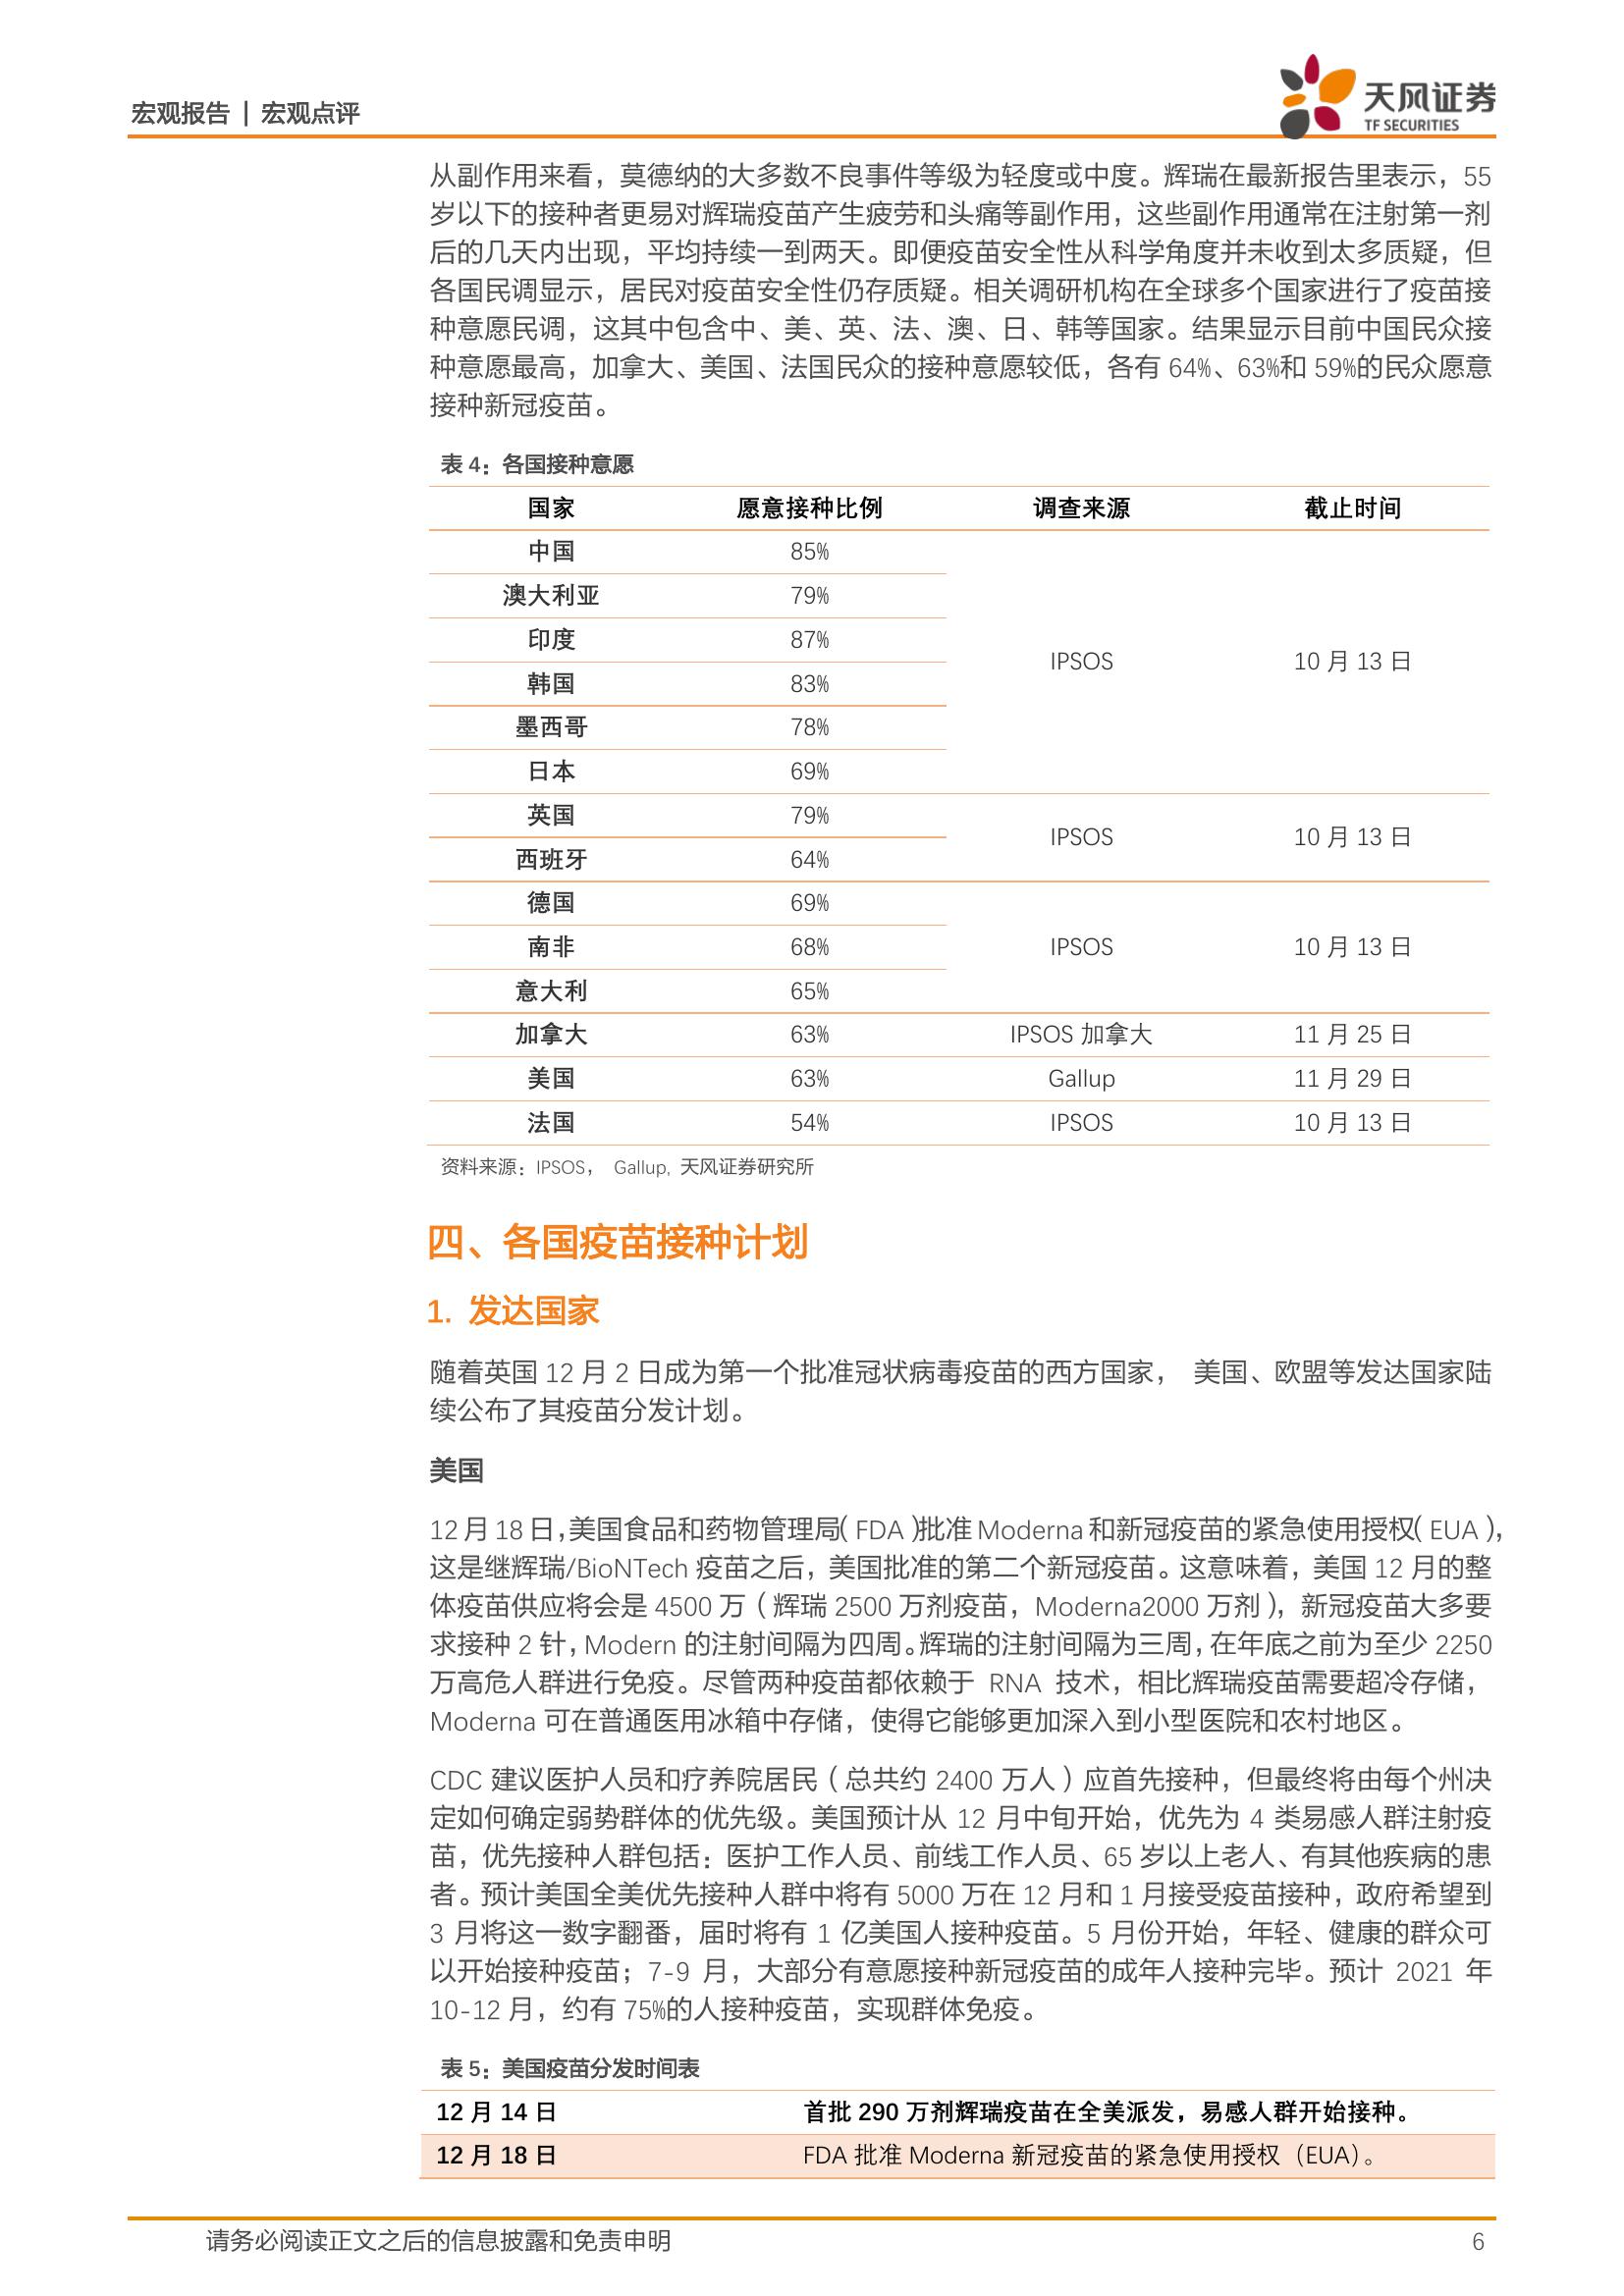 宏观报告 | 宏观点评
天风证券
TF SECURITIES
从副作用来看，莫德纳的大多数不良事件等级为轻度或中度。辉瑞在最新报告里表示，55
岁以下的接种者更易对辉瑞疫苗产生疲劳和头痛等副作用，这些副作用通常在注射第一剂
后的几天内出现，平均持续一到两天。即便疫苗安全性从科学角度并未收到太多质疑，但
各国民调显示，居民对疫苗安全性仍存质疑。相关调研机构在全球多个国家进行了疫苗接
种意愿民调，这其中包含中、美、英、法、澳、日、韩等国家。结果显示目前中国民众接
种意愿最高，加拿大、美国、法国民众的接种意愿较低，各有 64%、63%和 59%的民众愿意
接种新冠疫苗。
表 4：各国接种意愿
国家 愿意接种比例 调查来源 截止时间
中国 85%
澳大利亚 79%
印度 87%
IPSOS 10 月 13 日
韩国 83%
墨西哥 78%
日本 69%
英国 79%
IPSOS 10 月 13 日
西班牙 64%
德国 69%
南非 68% IPSOS 10 月 13 日
意大利 65%
加拿大 63% IPSOS 加拿大 11 月 25 日
美国 63% Gallup 11 月 29 日
法国 54% IPSOS 10 月 13 日
资料来源：IPSOS， Gallup, 天风证券研究所
四、各国疫苗接种计划
1. 发达国家
随着英国 12 月 2 日成为第一个批准冠状病毒疫苗的西方国家， 美国、欧盟等发达国家陆
续公布了其疫苗分发计划。
美国
12 月 18 日，美国食品和药物管理局（FDA）批准 Moderna 和新冠疫苗的紧急使用授权（EUA），
这是继辉瑞/BioNTech 疫苗之后，美国批准的第二个新冠疫苗。这意味着，美国 12 月的整
体疫苗供应将会是 4500 万（辉瑞 2500 万剂疫苗，Moderna2000 万剂），新冠疫苗大多要
求接种 2 针，Modern 的注射间隔为四周。辉瑞的注射间隔为三周，在年底之前为至少 2250
万高危人群进行免疫。尽管两种疫苗都依赖于 RNA 技术，相比辉瑞疫苗需要超冷存储，
Moderna 可在普通医用冰箱中存储，使得它能够更加深入到小型医院和农村地区。
CDC 建议医护人员和疗养院居民（总共约 2400 万人）应首先接种，但最终将由每个州决
定如何确定弱势群体的优先级。美国预计从 12 月中旬开始，优先为 4 类易感人群注射疫
苗，优先接种人群包括：医护工作人员、前线工作人员、65 岁以上老人、有其他疾病的患
者。预计美国全美优先接种人群中将有 5000 万在 12 月和 1 月接受疫苗接种，政府希望到
3 月将这一数字翻番，届时将有 1 亿美国人接种疫苗。5 月份开始，年轻、健康的群众可
以开始接种疫苗；7-9 月，大部分有意愿接种新冠疫苗的成年人接种完毕。预计 2021 年
10-12 月，约有 75%的人接种疫苗，实现群体免疫。
表 5：美国疫苗分发时间表
12 月 14 日 首批 290 万剂辉瑞疫苗在全美派发，易感人群开始接种。
12 月 18 日 FDA 批准 Moderna 新冠疫苗的紧急使用授权（EUA）。
请务必阅读正文之后的信息披露和免责申明 6